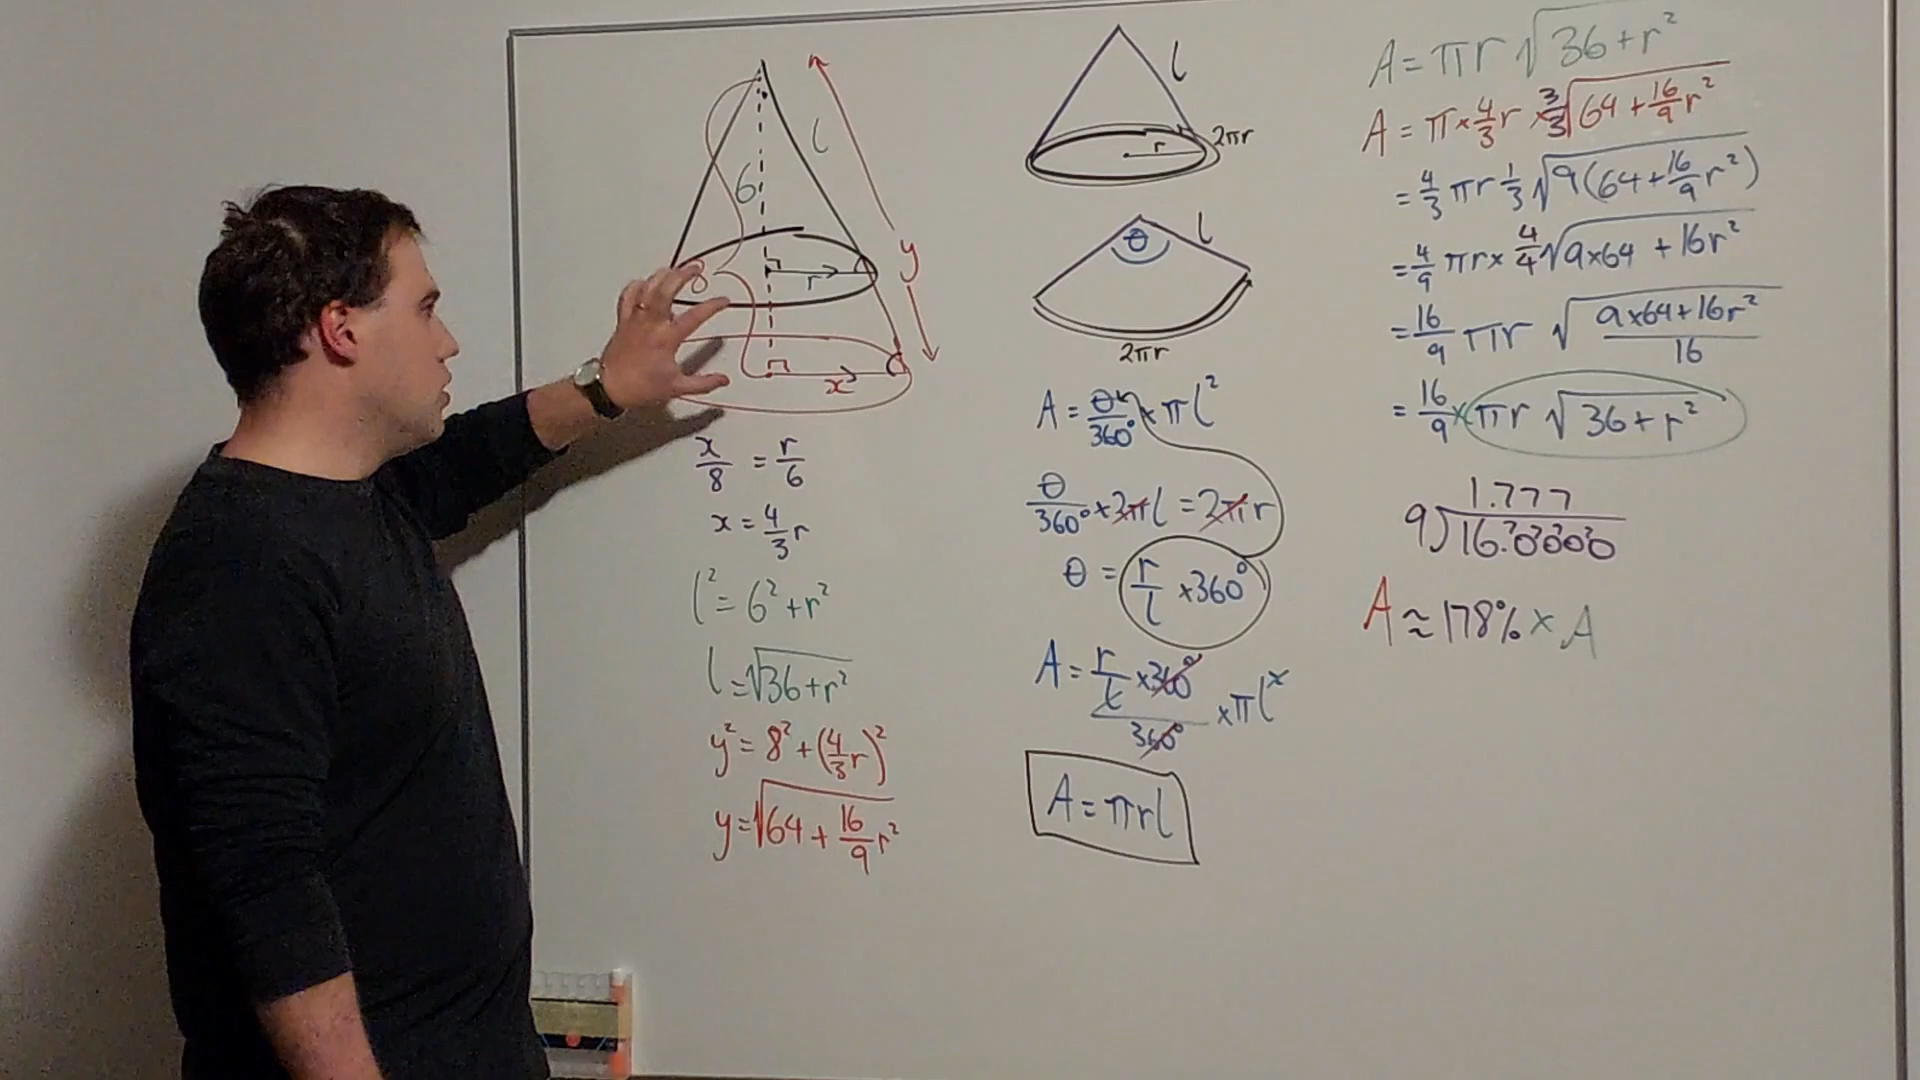 6
l
r
8
y
x
x/8 = r/6
x = 4/3 r
l² = 6² + r²
l = √36+r²
y² = 8² + (4/3 r)²
y = √64 + 16/9 r²
l
r
2πr
θ
l
2πr
A = θ/360° × πl²
θ/360° × 2πl = 2πr
θ = r/l × 360°
A = r/l × 360° / 360° × πl²
A = πrl
A = πr √36+r²
A = π × 4/3 r × 3/3 √64 + 16/9 r²
= 4/3 πr 1/3 √9(64 + 16/9 r²)
= 4/9 πr × 4/4 √9×64 + 16r²
= 16/9 πr √9×64+16r² / 16
= 16/9 × πr √36 + r²
1.777
9)16.0000
A ≈ 178% × A